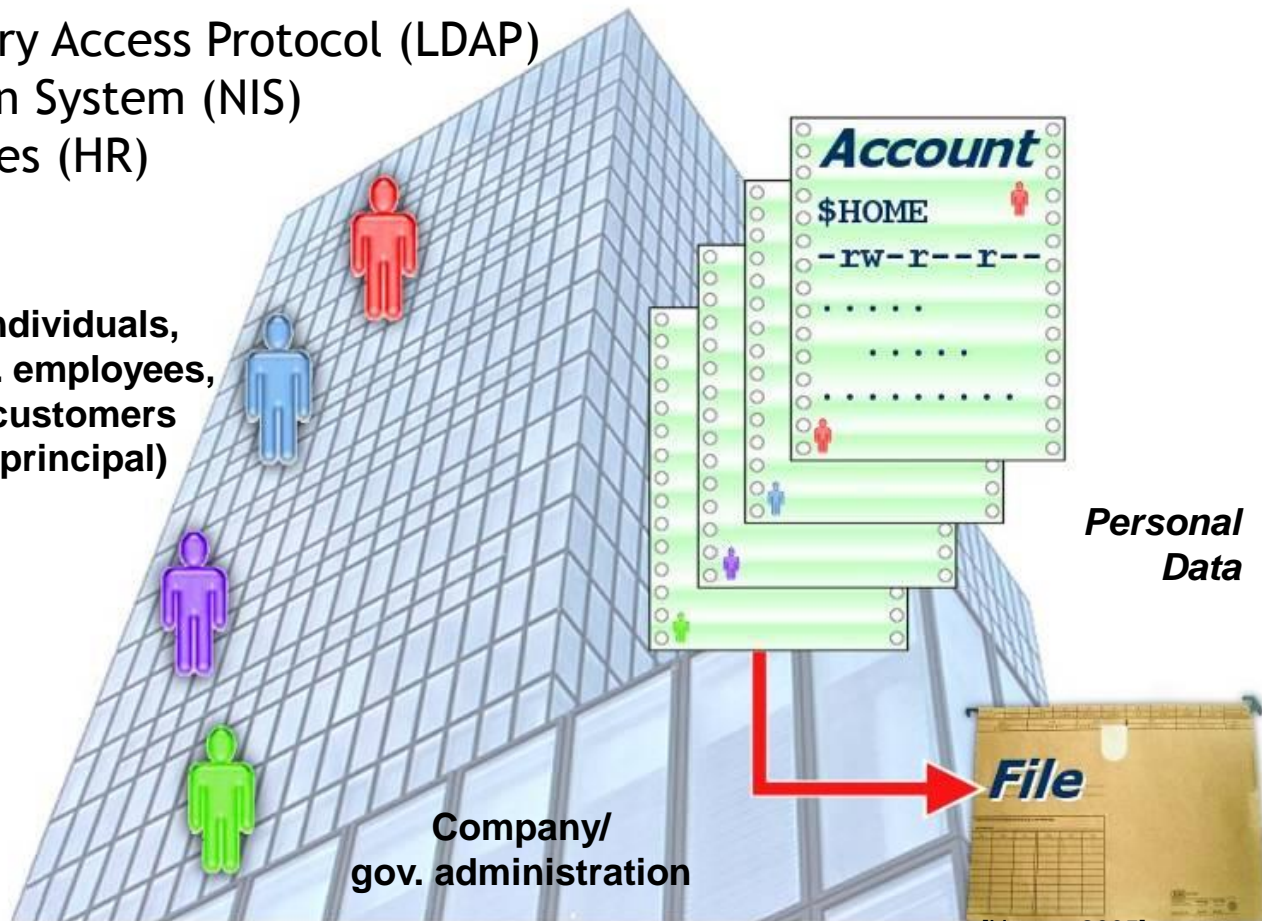 ry Access Protocol (LDAP)
n System (NIS)
es (HR)
ndividuals,
. employees,
customers
principal)
Account
$HOME
-rw-r--r--
. . . . .
. . . . .
. . . . . . . . .
Personal
Data
File
Company/
gov. administration